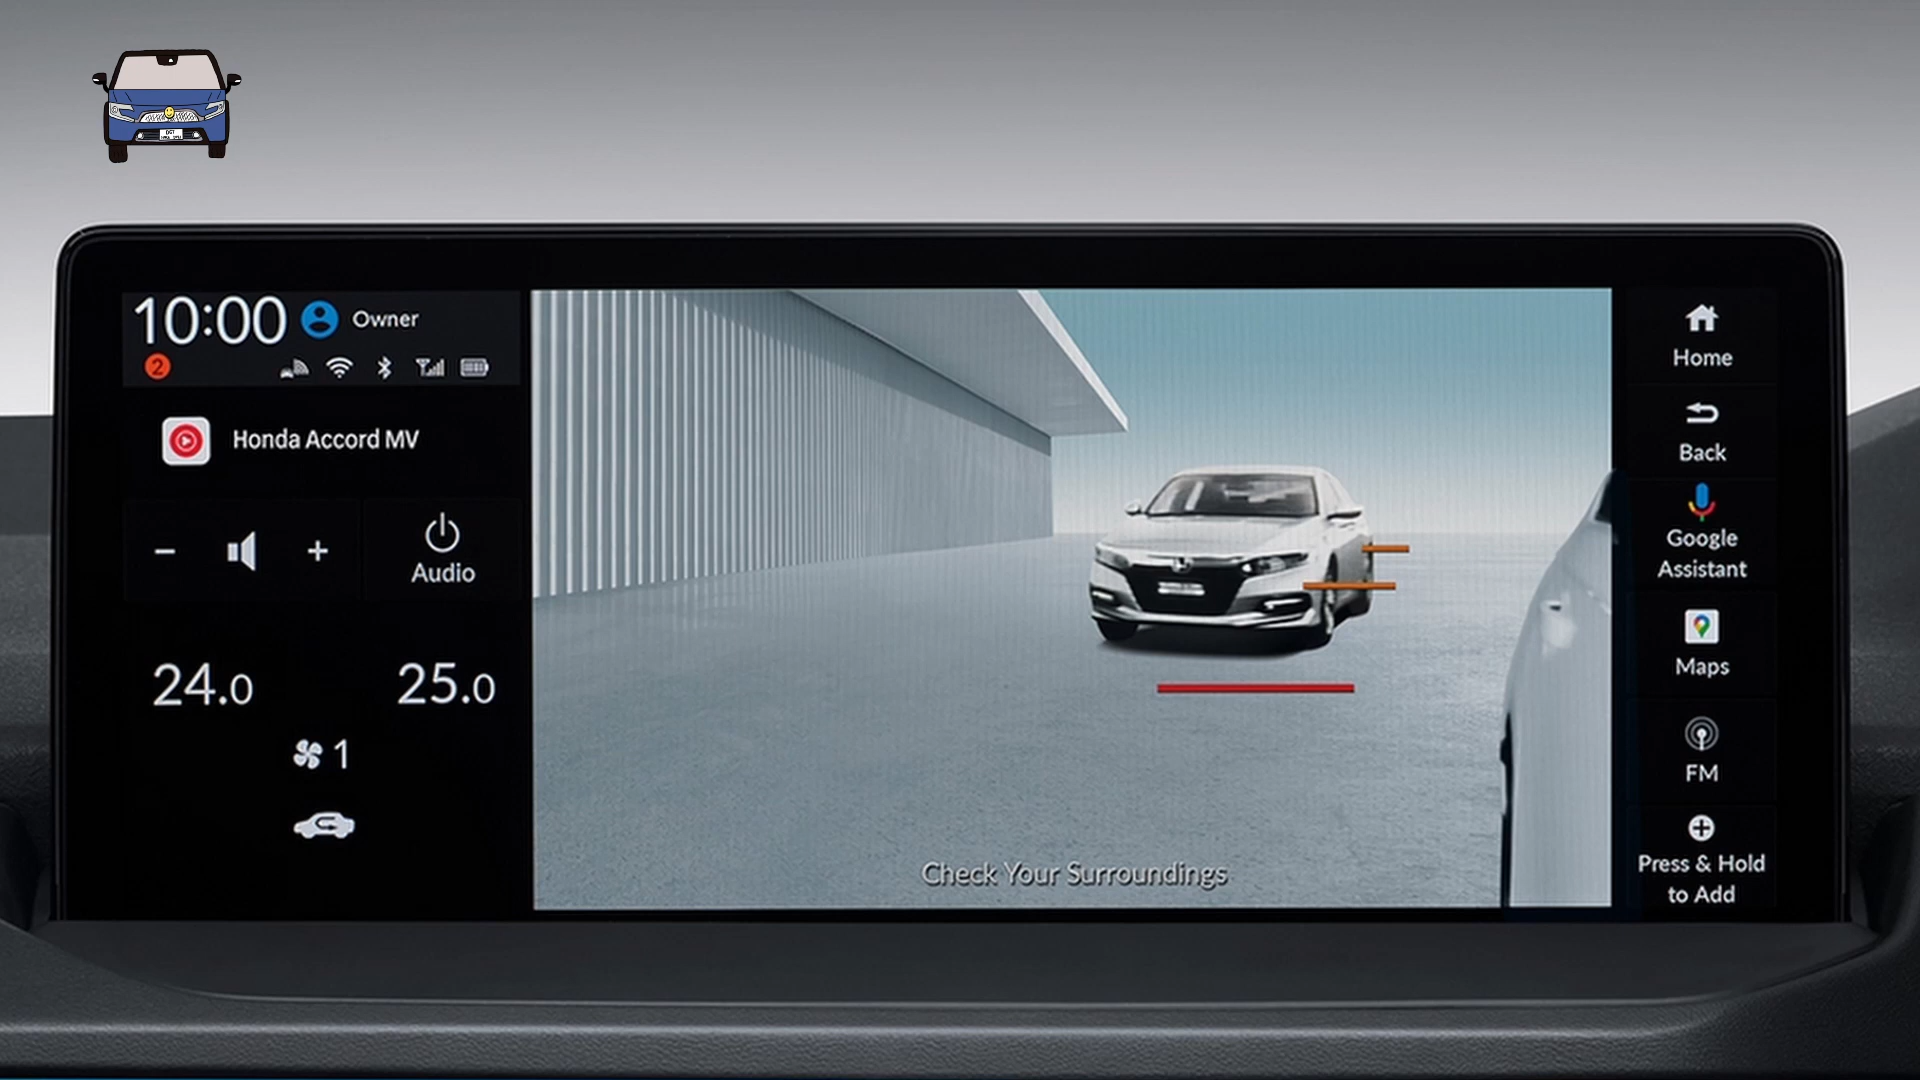 10:00 Owner
2
Honda Accord MV
Audio
24.0 25.0
1
Check Your Surroundings
Home
Back
Google
Assistant
Maps
FM
Press & Hold
to Add